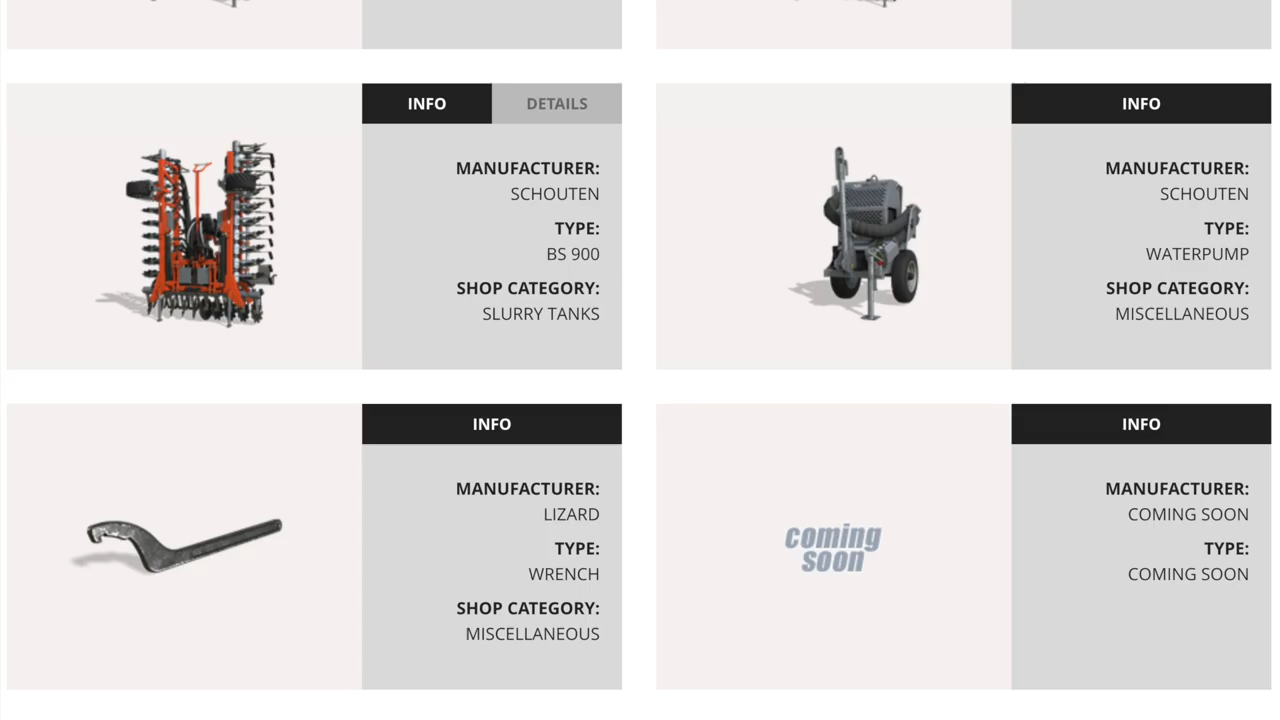 INFO
DETAILS
MANUFACTURER:
SCHOUTEN
TYPE:
BS 900
SHOP CATEGORY:
SLURRY TANKS
INFO
MANUFACTURER:
SCHOUTEN
TYPE:
WATERPUMP
SHOP CATEGORY:
MISCELLANEOUS
INFO
MANUFACTURER:
LIZARD
TYPE:
WRENCH
SHOP CATEGORY:
MISCELLANEOUS
coming
soon
INFO
MANUFACTURER:
COMING SOON
TYPE:
COMING SOON